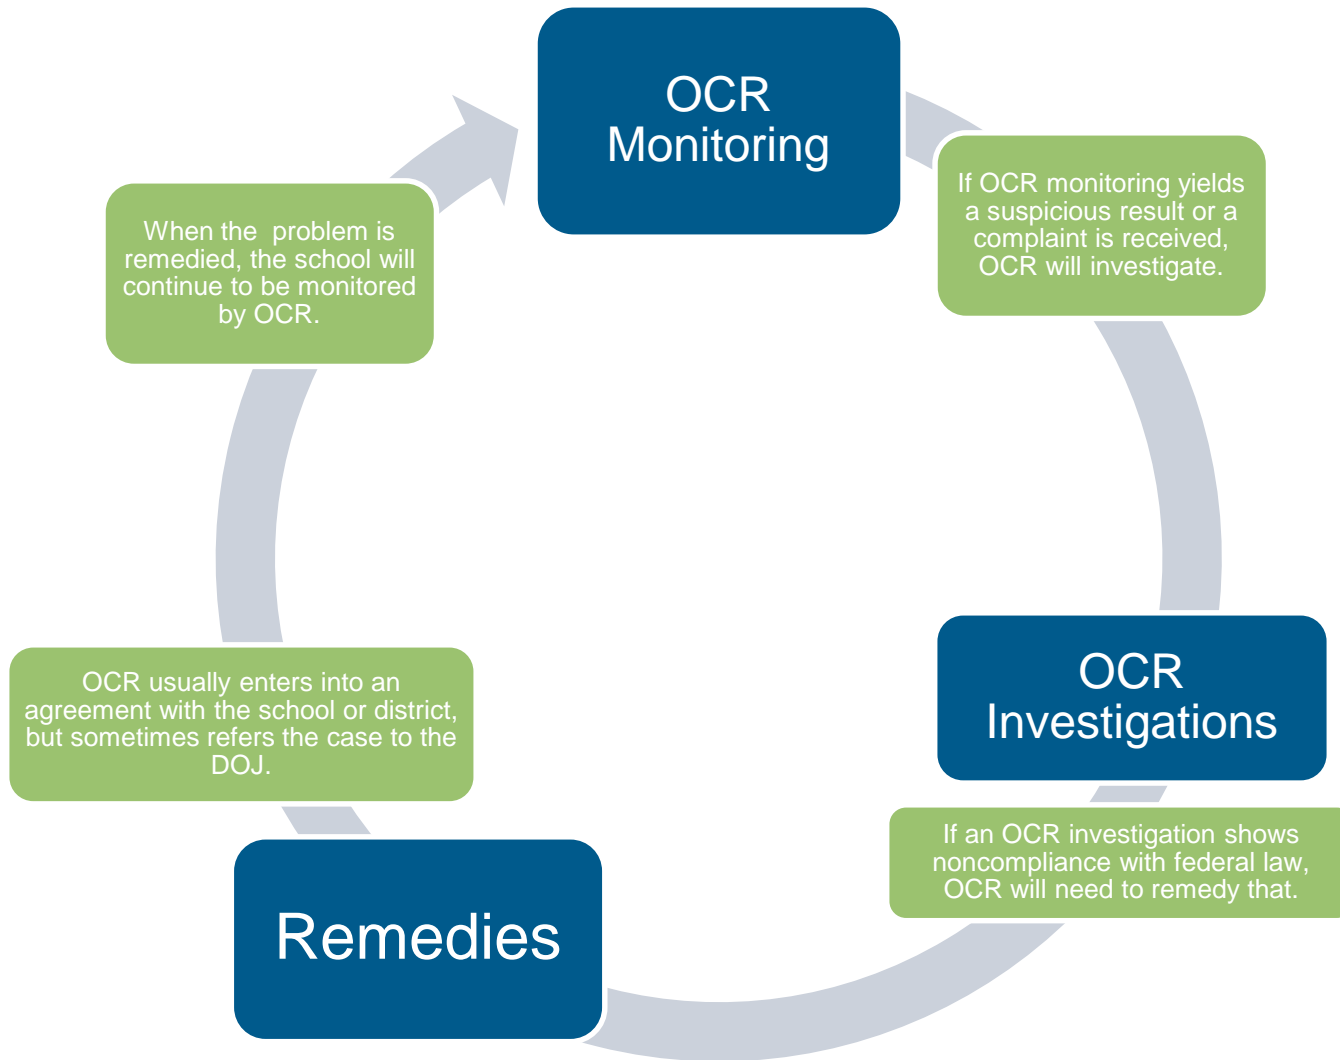 OCR
Monitoring
If OCR monitoring yields
a suspicious result or a
complaint is received,
OCR will investigate.
OCR
Investigations
If an OCR investigation shows
noncompliance with federal law,
OCR will need to remedy that.
Remedies
OCR usually enters into an
agreement with the school or district,
but sometimes refers the case to the
DOJ.
When the problem is
remedied, the school will
continue to be monitored
by OCR.